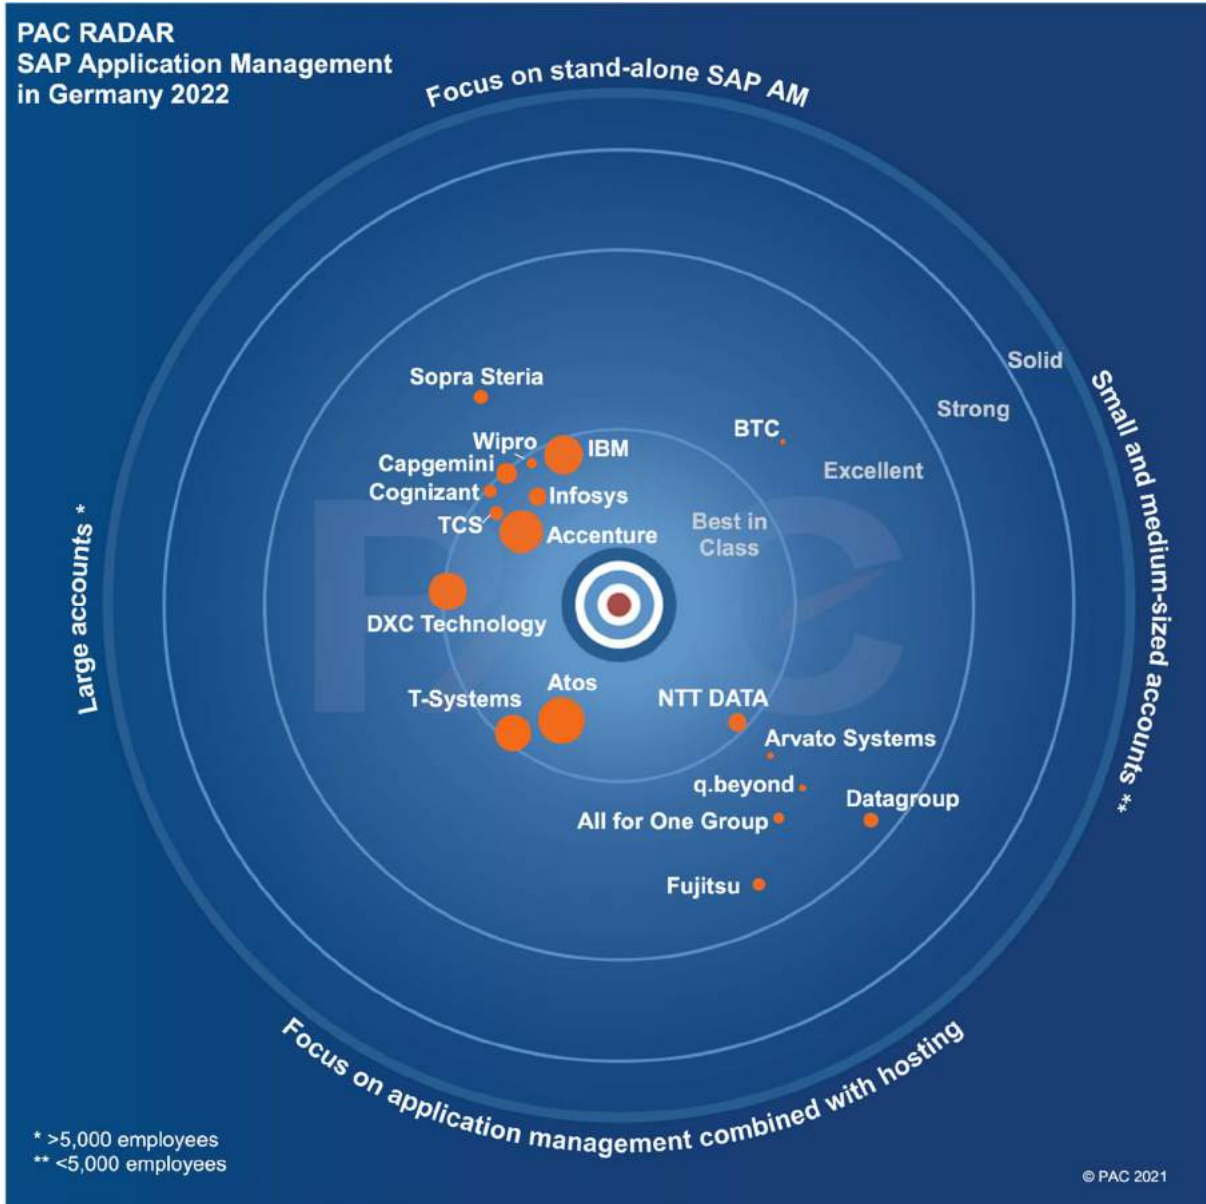 PAC RADAR
SAP Application Management
in Germany 2022
Focus on stand-alone SAP AM
Solid
Strong
Excellent
Best in
Class
Small and medium-sized accounts **
Large accounts *
Sopra Steria
BTC
Wipro
IBM
Capgemini
Cognizant
Infosys
TCS
Accenture
DXC Technology
Atos
T-Systems
NTT DATA
Arvato Systems
q.beyond
Datagroup
All for One Group
Fujitsu
Focus on application management combined with hosting
* >5,000 employees
** <5,000 employees
© PAC 2021
PAC